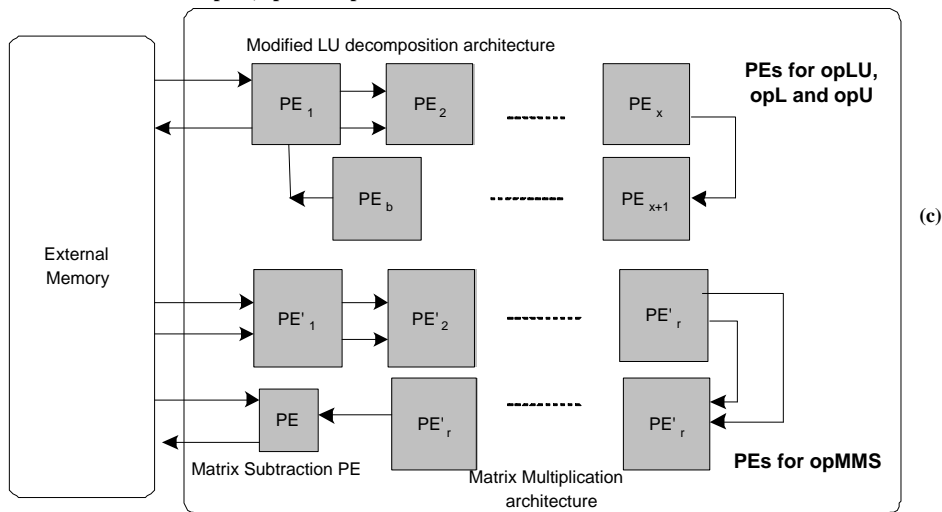 Modified LU decomposition architecture
PEs for opLU,
opL and opU
PE 1
PE 2
PE x
PE b
PE x+1
(c)
External
Memory
PE' 1
PE' 2
PE' r
PE
PE' r
PE' r
Matrix Subtraction PE
Matrix Multiplication
architecture
PEs for opMMS